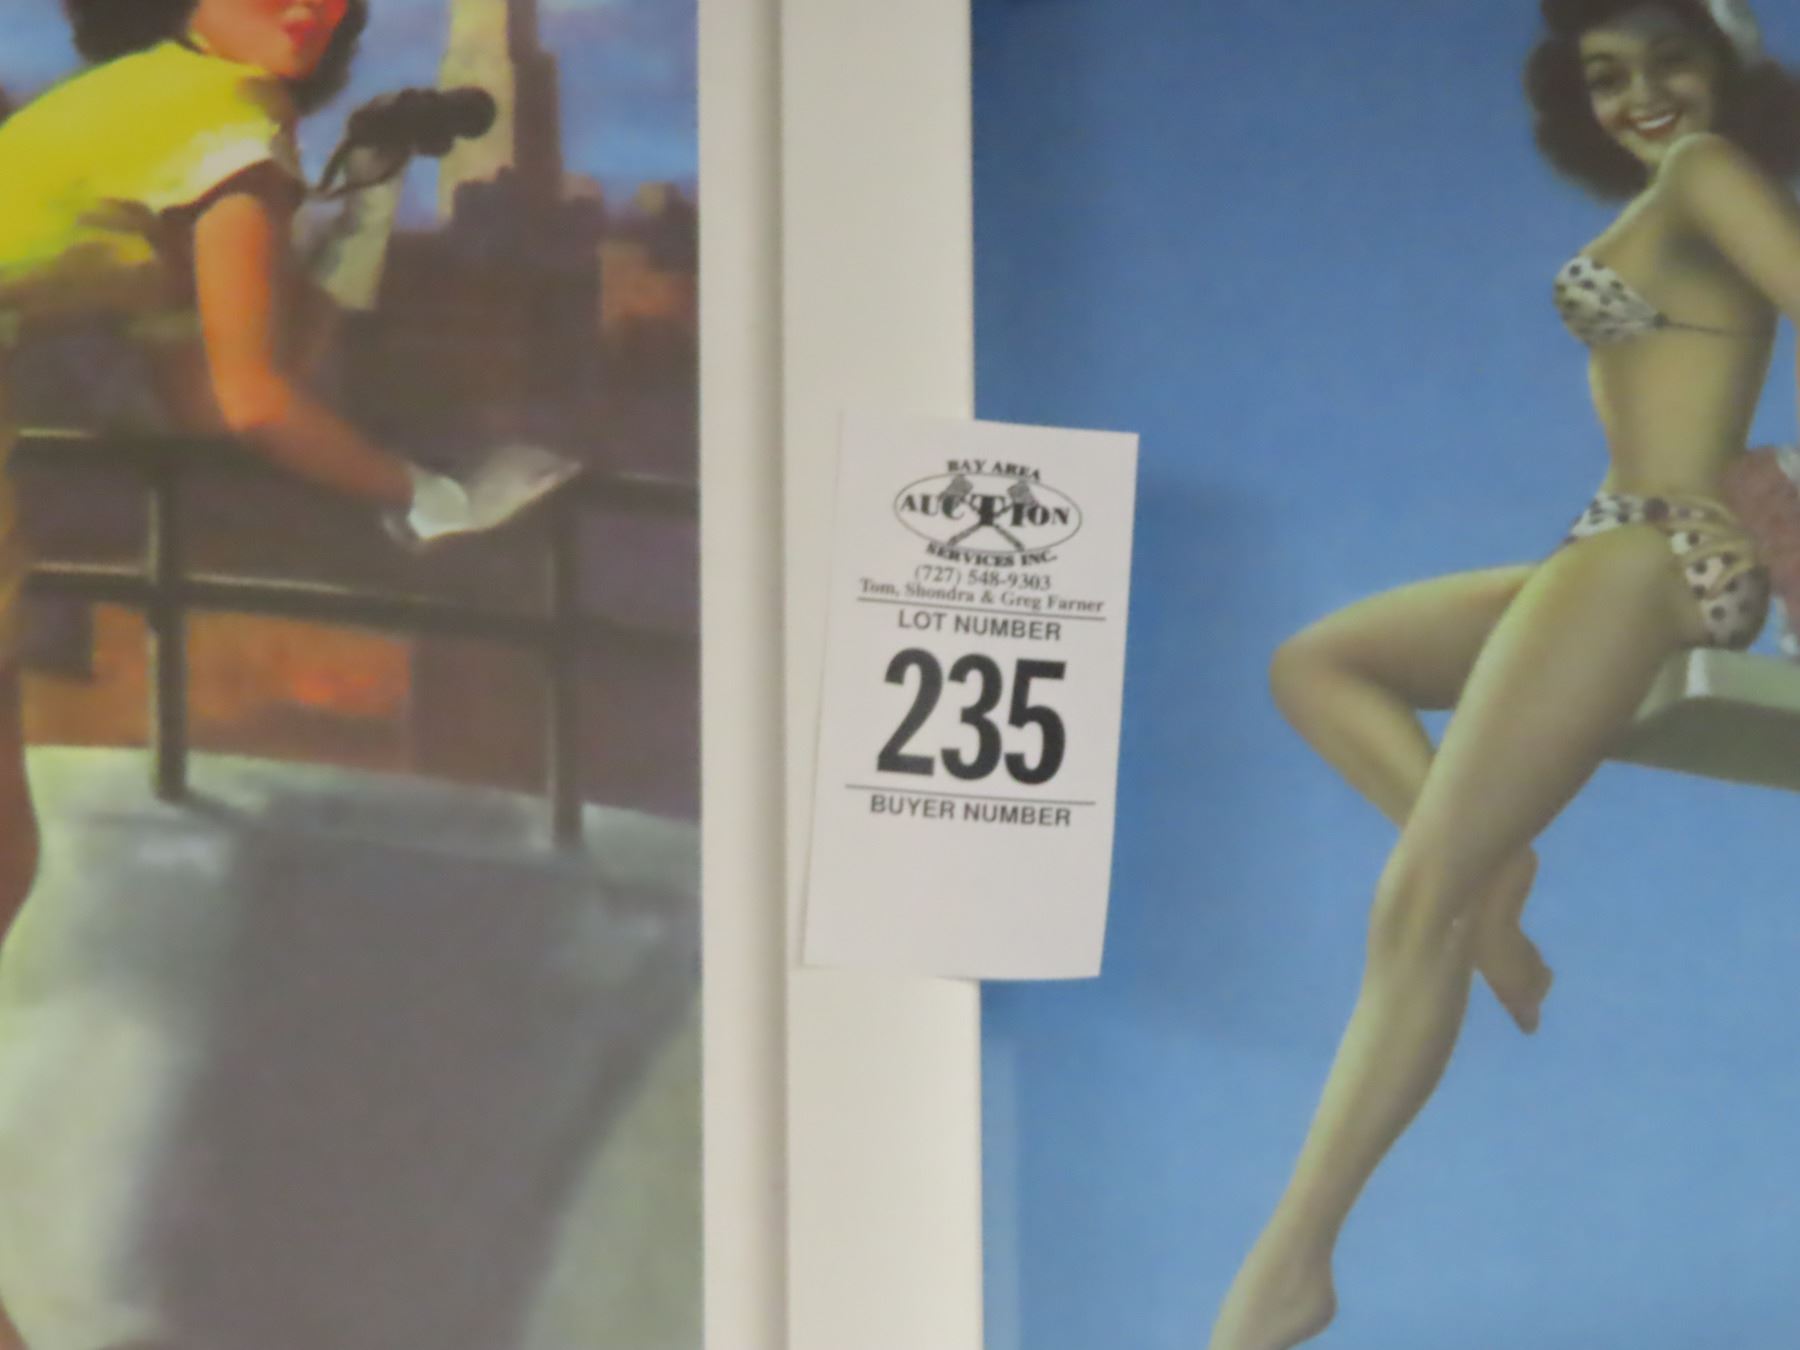 BAY AREA
AUCTION
SERVICES INC.
(727) 548-9303
Tom, Shondra & Greg Farner
LOT NUMBER
235
BUYER NUMBER